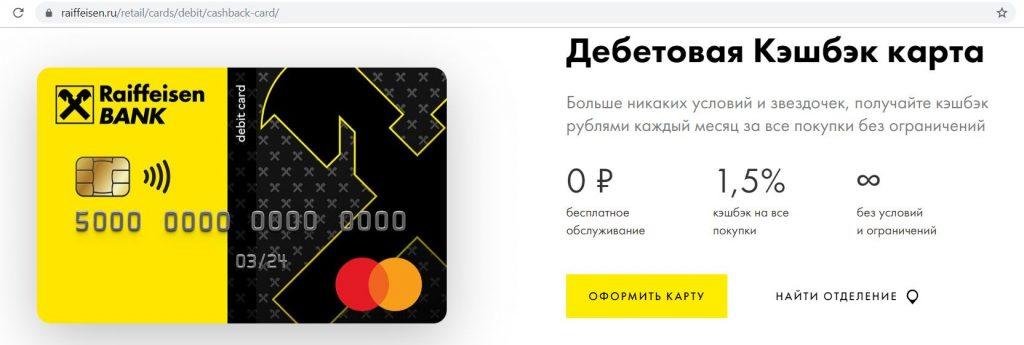 raiffeisen.ru/retail/cards/debit/cashback-card/
Raiffeisen
BANK
debit card
5000 0000 0000 0000
03/24
Дебетовая Кэшбэк карта
Больше никаких условий и звездочек, получайте кэшбэк
рублями каждый месяц за все покупки без ограничений
0 ₽
бесплатное
обслуживание
1,5%
кэшбэк на все
покупки
∞
без условий
и ограничений
ОФОРМИТЬ КАРТУ
НАЙТИ ОТДЕЛЕНИЕ